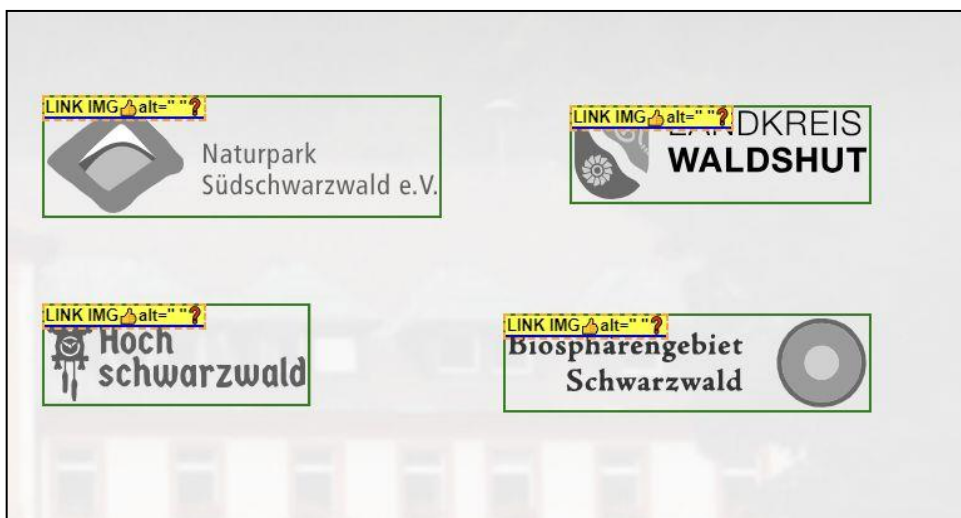 LINK IMG👍alt=" "❓
Naturpark
Südschwarzwald e.V.
LINK IMG👍alt=" "❓
LANDKREIS
WALDSHUT
LINK IMG👍alt=" "❓
Hoch
schwarzwald
LINK IMG👍alt=" "❓
Biosphärengebiet
Schwarzwald